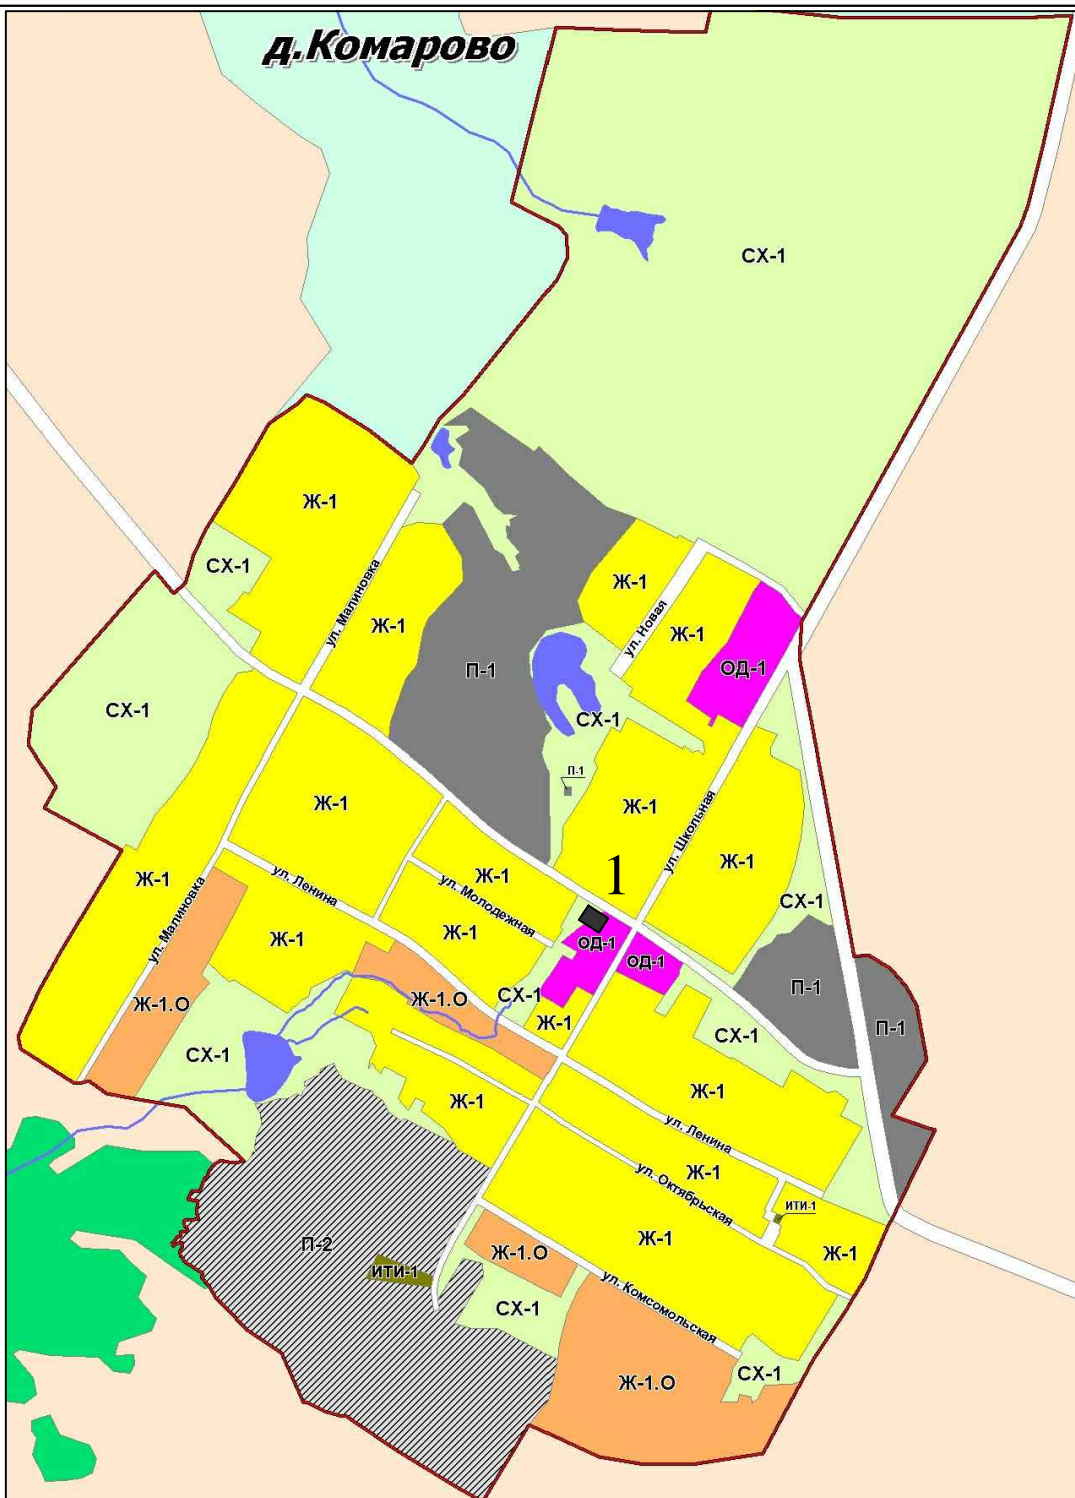 д.Комарово
СХ-1
Ж-1
СХ-1
ул. Малиновка
Ж-1
Ж-1
ул. Новая
Ж-1
ОД-1
П-1
СХ-1
СХ-1
П-1
Ж-1
Ж-1
ул. Школьная
Ж-1
ул. Ленина
Ж-1
ул. Молодежная
1
Ж-1
ул. Малиновка
СХ-1
Ж-1
Ж-1
ОД-1
ОД-1
П-1
Ж-1.О
Ж-1.О
СХ-1
П-1
Ж-1
СХ-1
СХ-1
Ж-1
Ж-1
ул. Ленина
Ж-1
ул. Октябрьская
ИТИ-1
П-2
Ж-1
Ж-1.О
Ж-1
ИТИ-1
СХ-1
ул. Комсомольская
Ж-1.О
СХ-1